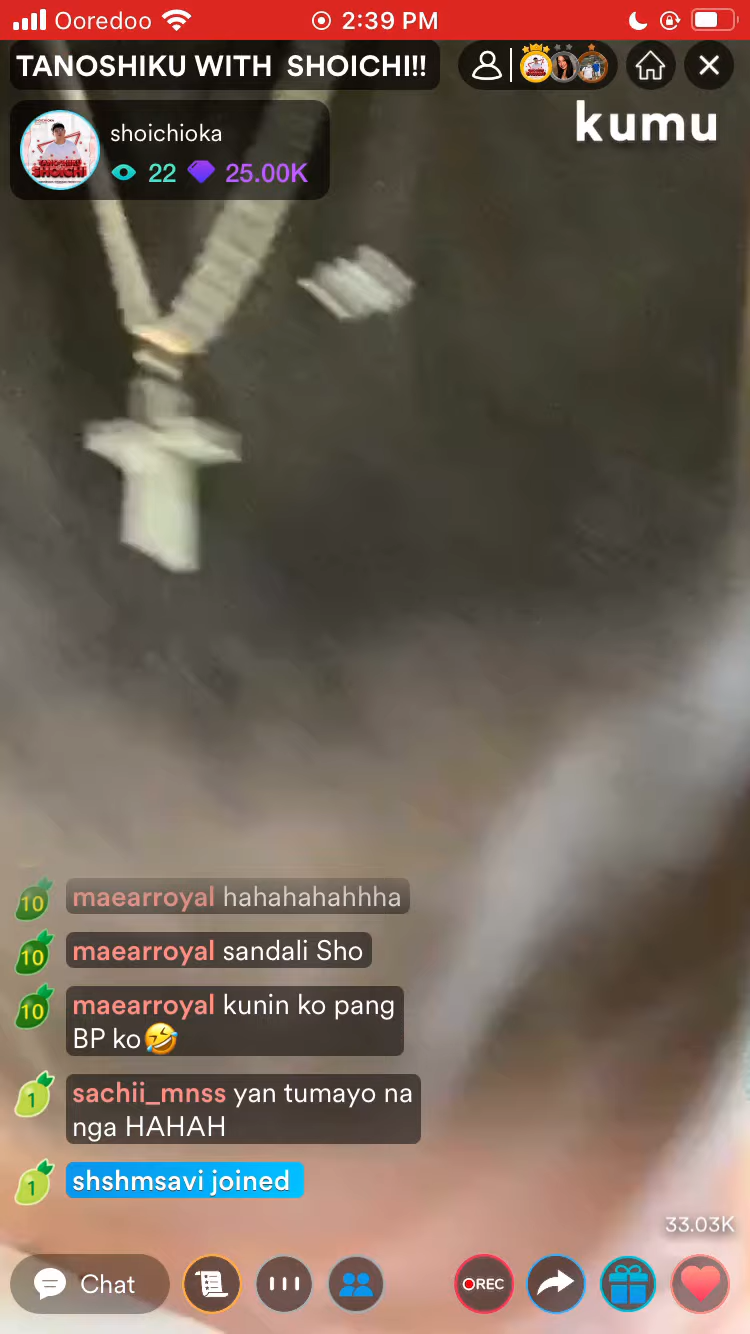 Ooredoo 2:39 PM
TANOSHIKU WITH SHOICHI!!
kumu
shoichioka
22 25.00K
TANOSHIKU
SHOICHI
10 maearroyal hahahahahhha
10 maearroyal sandali Sho
10 maearroyal kunin ko pang
BP ko🤣
1 sachii_mnss yan tumayo na
nga HAHAH
1 shshmsavi joined
33.03K
Chat
REC